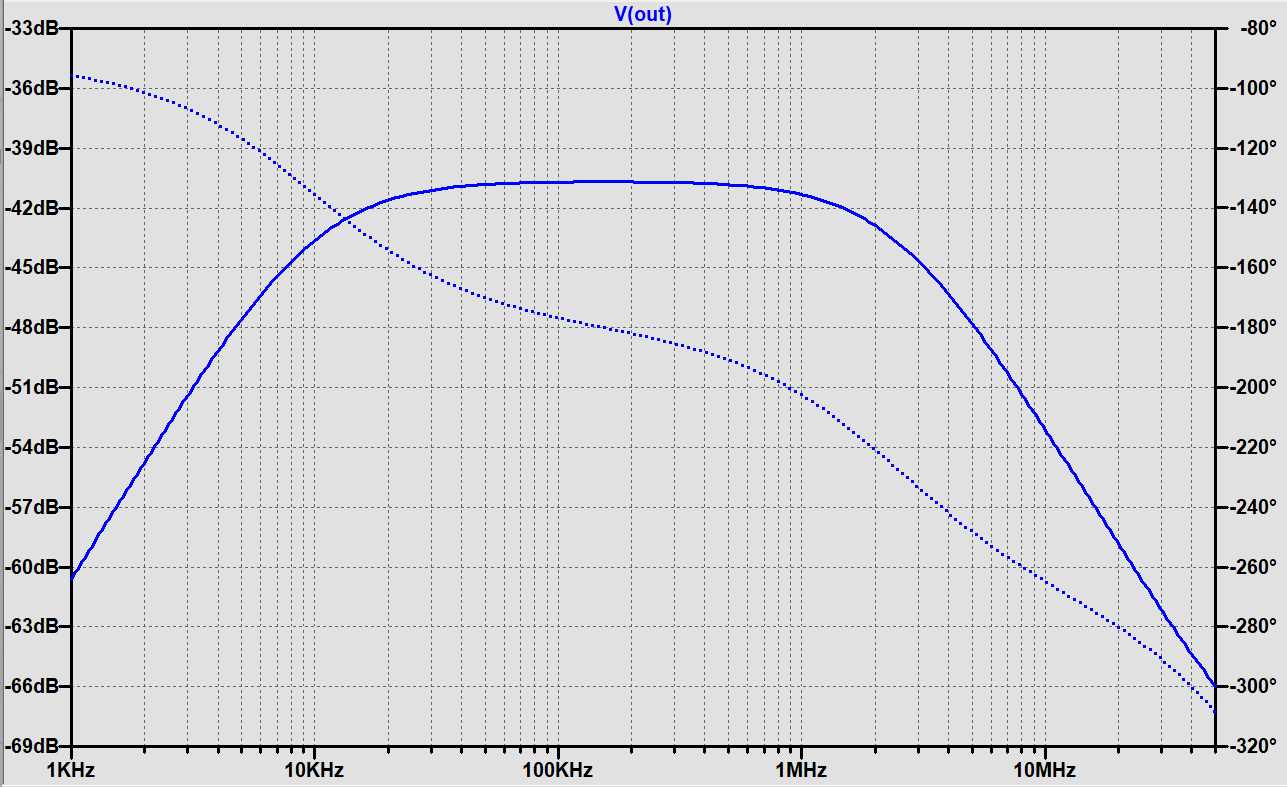 V(out)
-33dB
-36dB
-39dB
-42dB
-45dB
-48dB
-51dB
-54dB
-57dB
-60dB
-63dB
-66dB
-69dB
-80°
-100°
-120°
-140°
-160°
-180°
-200°
-220°
-240°
-260°
-280°
-300°
-320°
1KHz 10KHz 100KHz 1MHz 10MHz